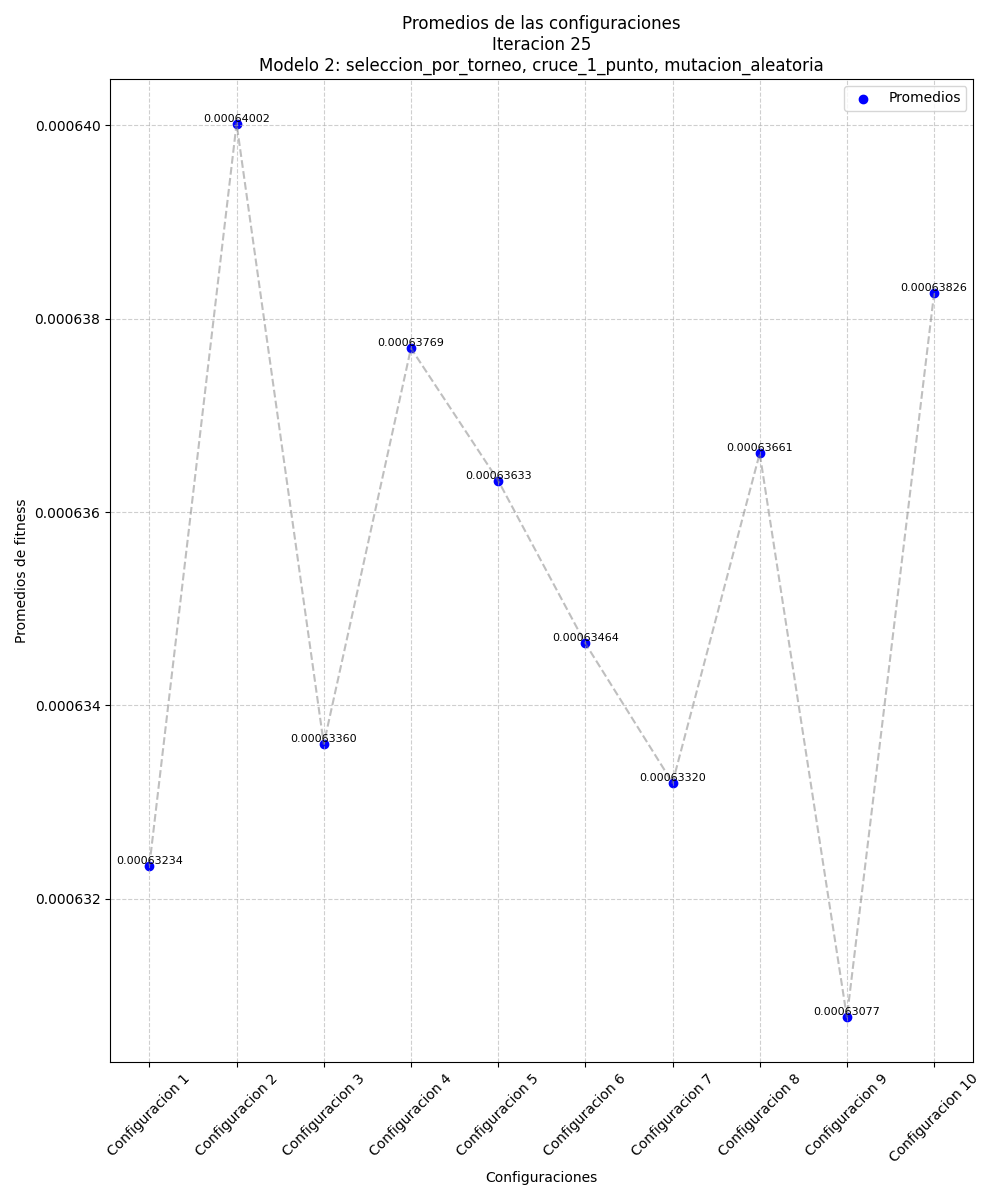 Promedios de las configuraciones
Iteracion 25
Modelo 2: seleccion_por_torneo, cruce_1_punto, mutacion_aleatoria
Promedios
0.000640
0.000638
0.000636
0.000634
0.000632
Promedios de fitness
0.00063234
0.00064002
0.00063360
0.00063769
0.00063633
0.00063464
0.00063320
0.00063661
0.00063077
0.00063826
Configuracion 1
Configuracion 2
Configuracion 3
Configuracion 4
Configuracion 5
Configuracion 6
Configuracion 7
Configuracion 8
Configuracion 9
Configuracion 10
Configuraciones